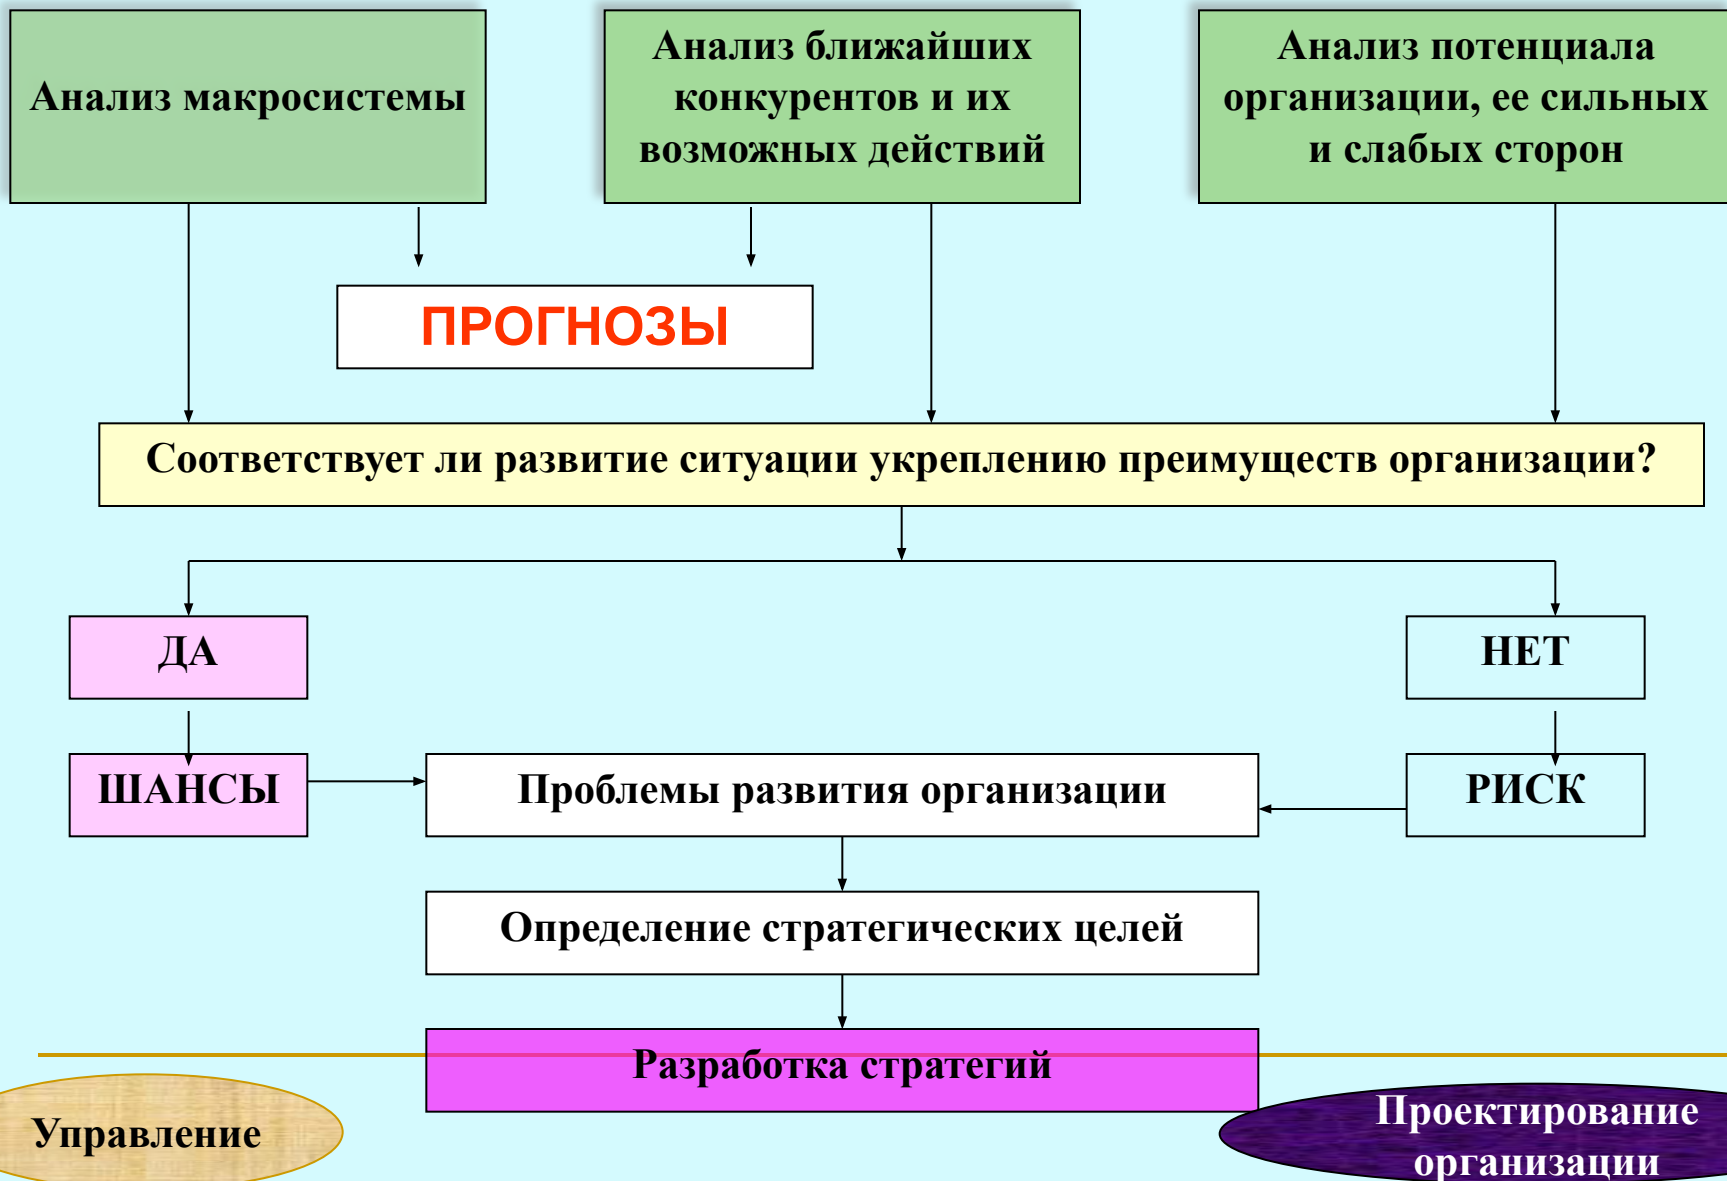 Анализ макросистемы
Анализ ближайших
конкурентов и их
возможных действий
Анализ потенциала
организации, ее сильных
и слабых сторон
ПРОГНОЗЫ
Соответствует ли развитие ситуации укреплению преимуществ организации?
ДА
НЕТ
ШАНСЫ
Проблемы развития организации
РИСК
Определение стратегических целей
Разработка стратегий
Управление
Проектирование
организации